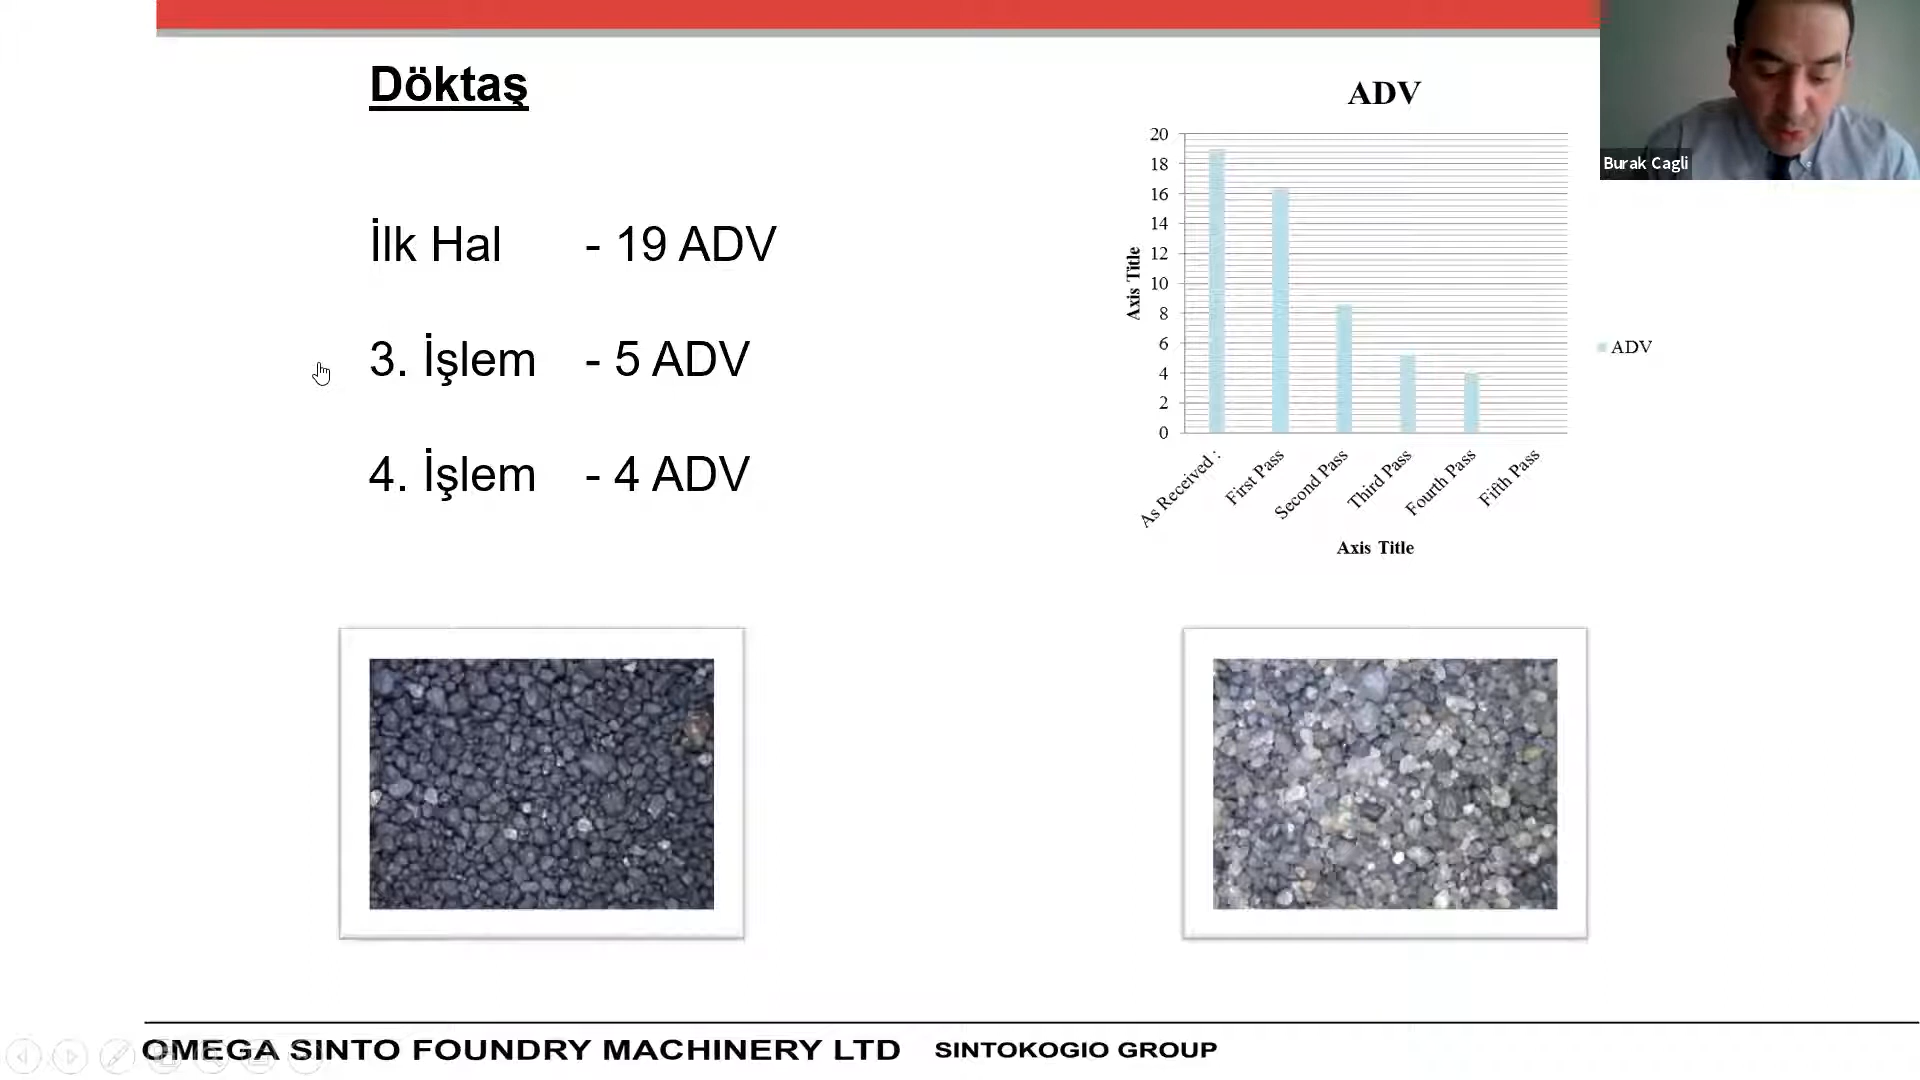 Döktaş
İlk Hal - 19 ADV
3. İşlem - 5 ADV
4. İşlem - 4 ADV
ADV
20
18
16
14
12
10
8
6
4
2
0
Axis Title
As Received :
First Pass
Second Pass
Third Pass
Fourth Pass
Fifth Pass
Axis Title
ADV
Burak Cagli
OMEGA SINTO FOUNDRY MACHINERY LTD SINTOKOGIO GROUP